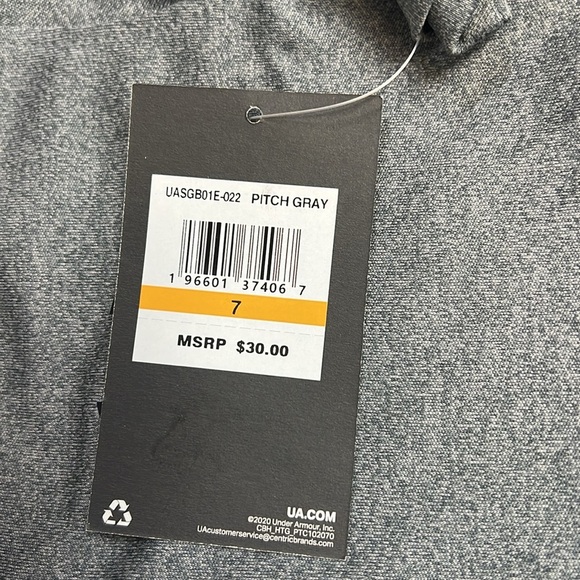 UASGB01E-022 PITCH GRAY
1 96601 37406 7
7
MSRP $30.00
UA.COM
©2020 Under Armour, Inc.
CBH_HTG_PTC102070
UAcustomerservice@centricbrands.com